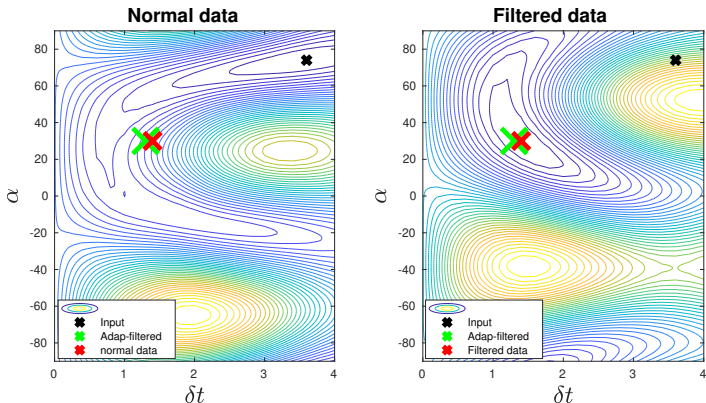 Normal data
80
60
40
20
0
-20
-40
-60
-80
α
0
1
2
3
4
δt
Input
Adap-filtered
normal data
Filtered data
80
60
40
20
0
-20
-40
-60
-80
α
0
1
2
3
4
δt
Input
Adap-filtered
Filtered data